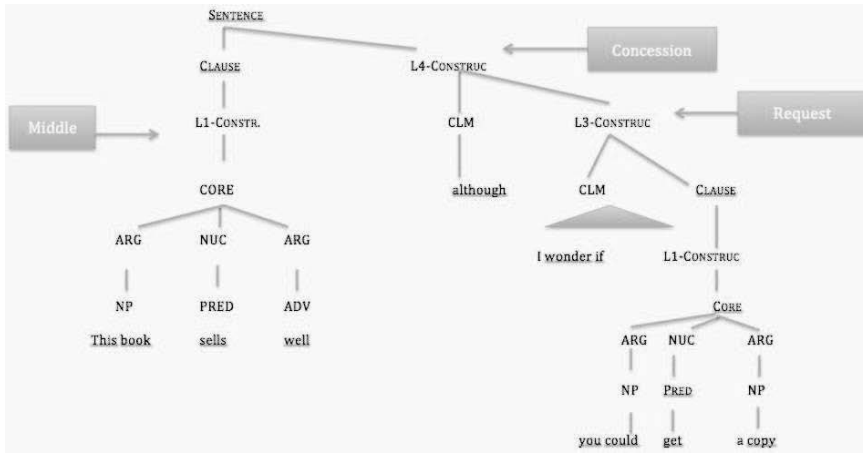 SENTENCE
Concession
CLAUSE L4-CONSTRUC
Request
Middle L1-CONSTR. CLM L3-CONSTRUC
CORE although CLM CLAUSE
ARG NUC ARG
I wonder if L1-CONSTRUC
NP PRED ADV CORE
This book sells well ARG NUC ARG
NP PRED NP
you could get a copy